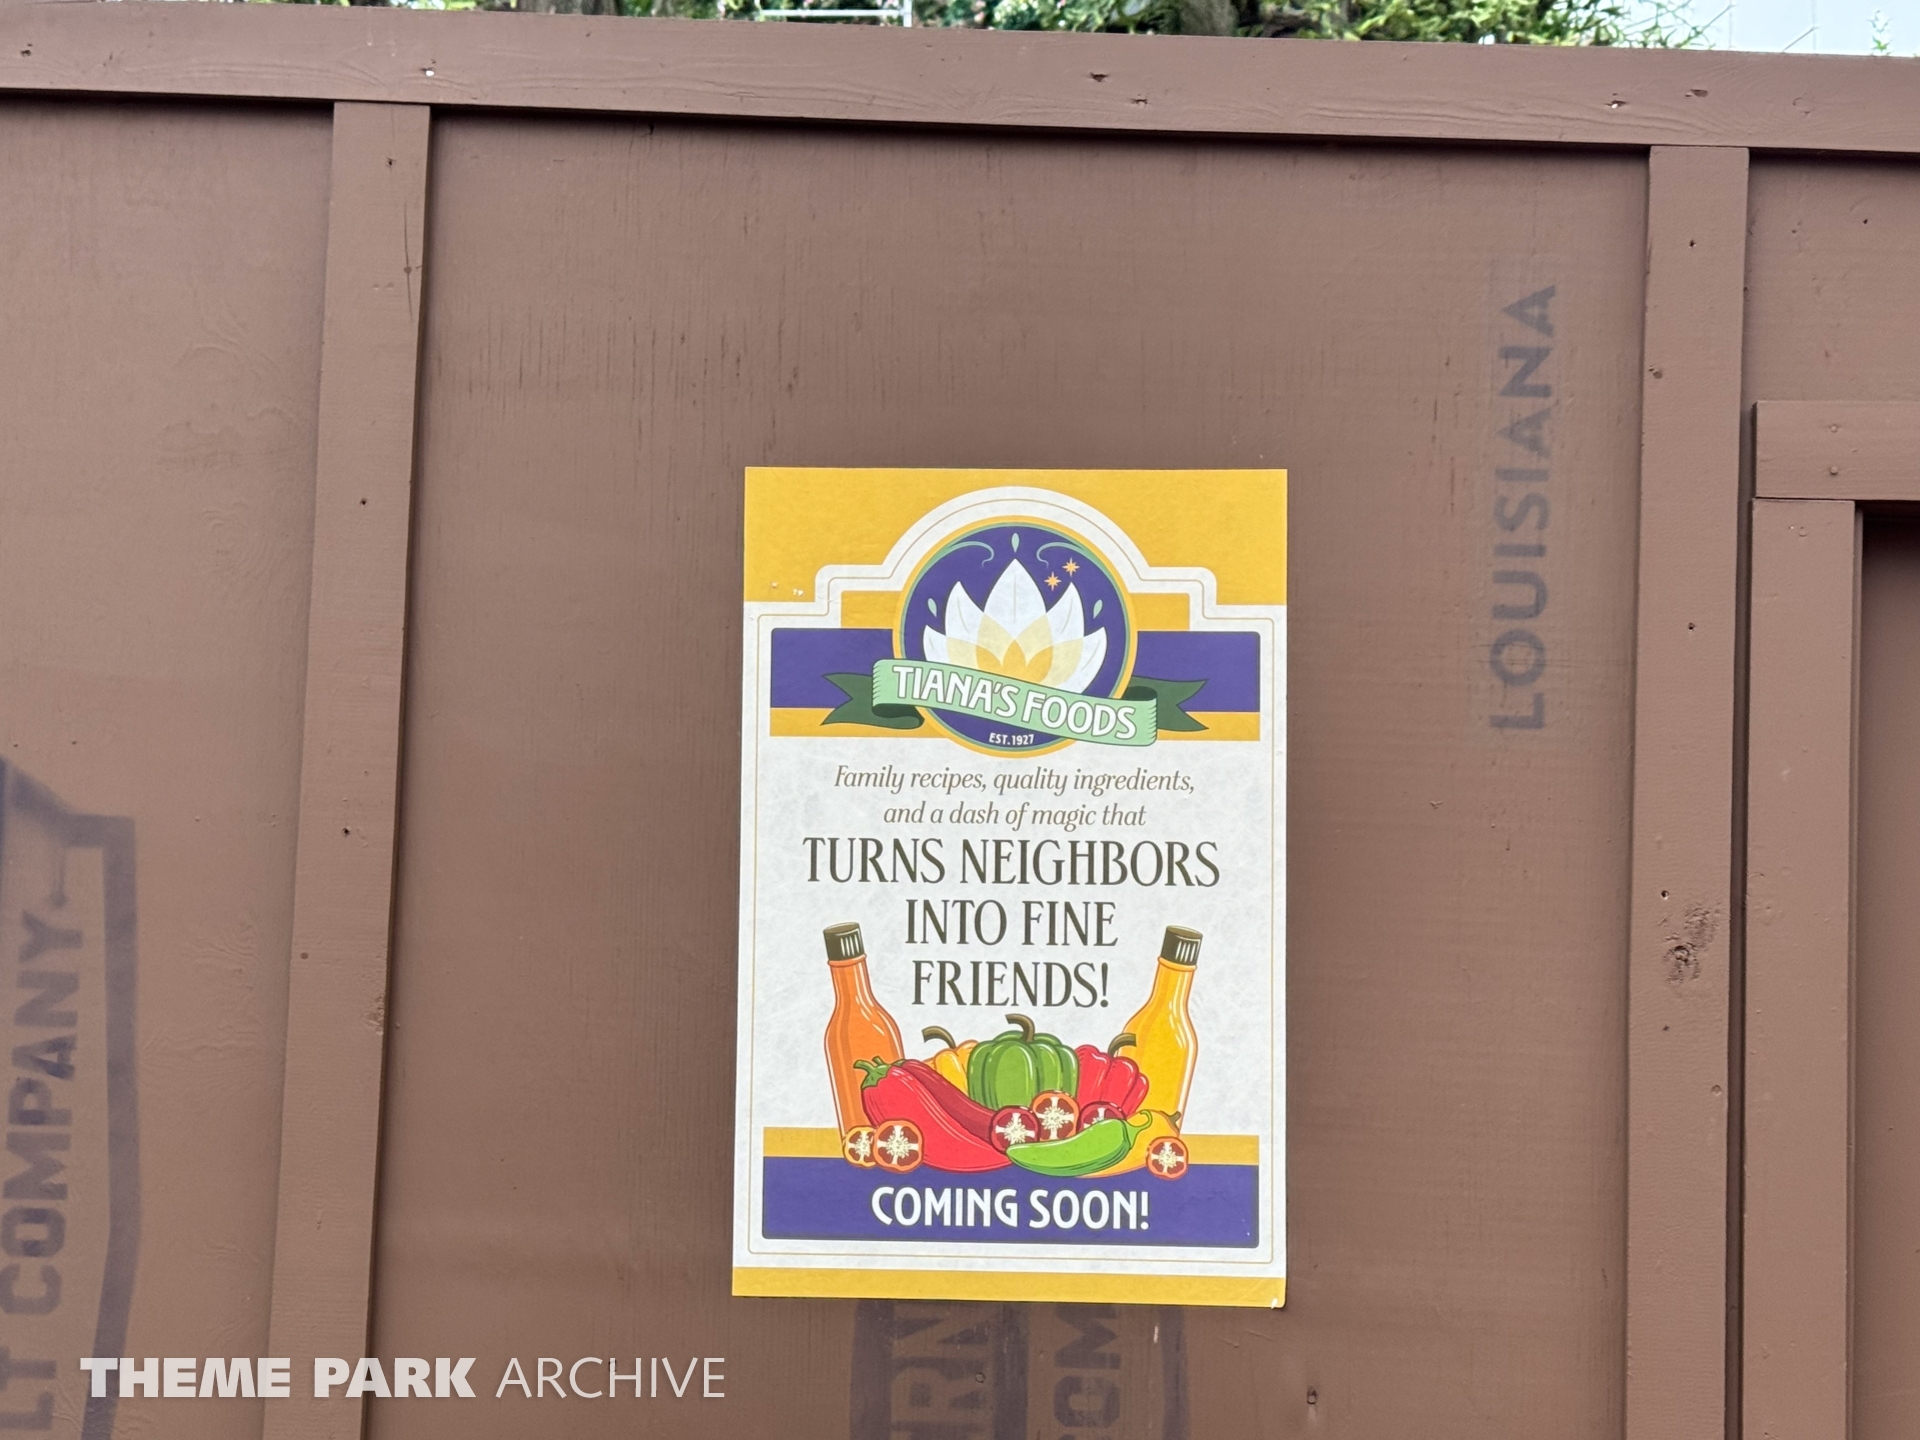 LOUISIANA
TIANA'S FOODS
EST. 1927
Family recipes, quality ingredients,
and a dash of magic that
TURNS NEIGHBORS
INTO FINE
FRIENDS!
COMING SOON!
LT COMPANY
THEME PARK ARCHIVE